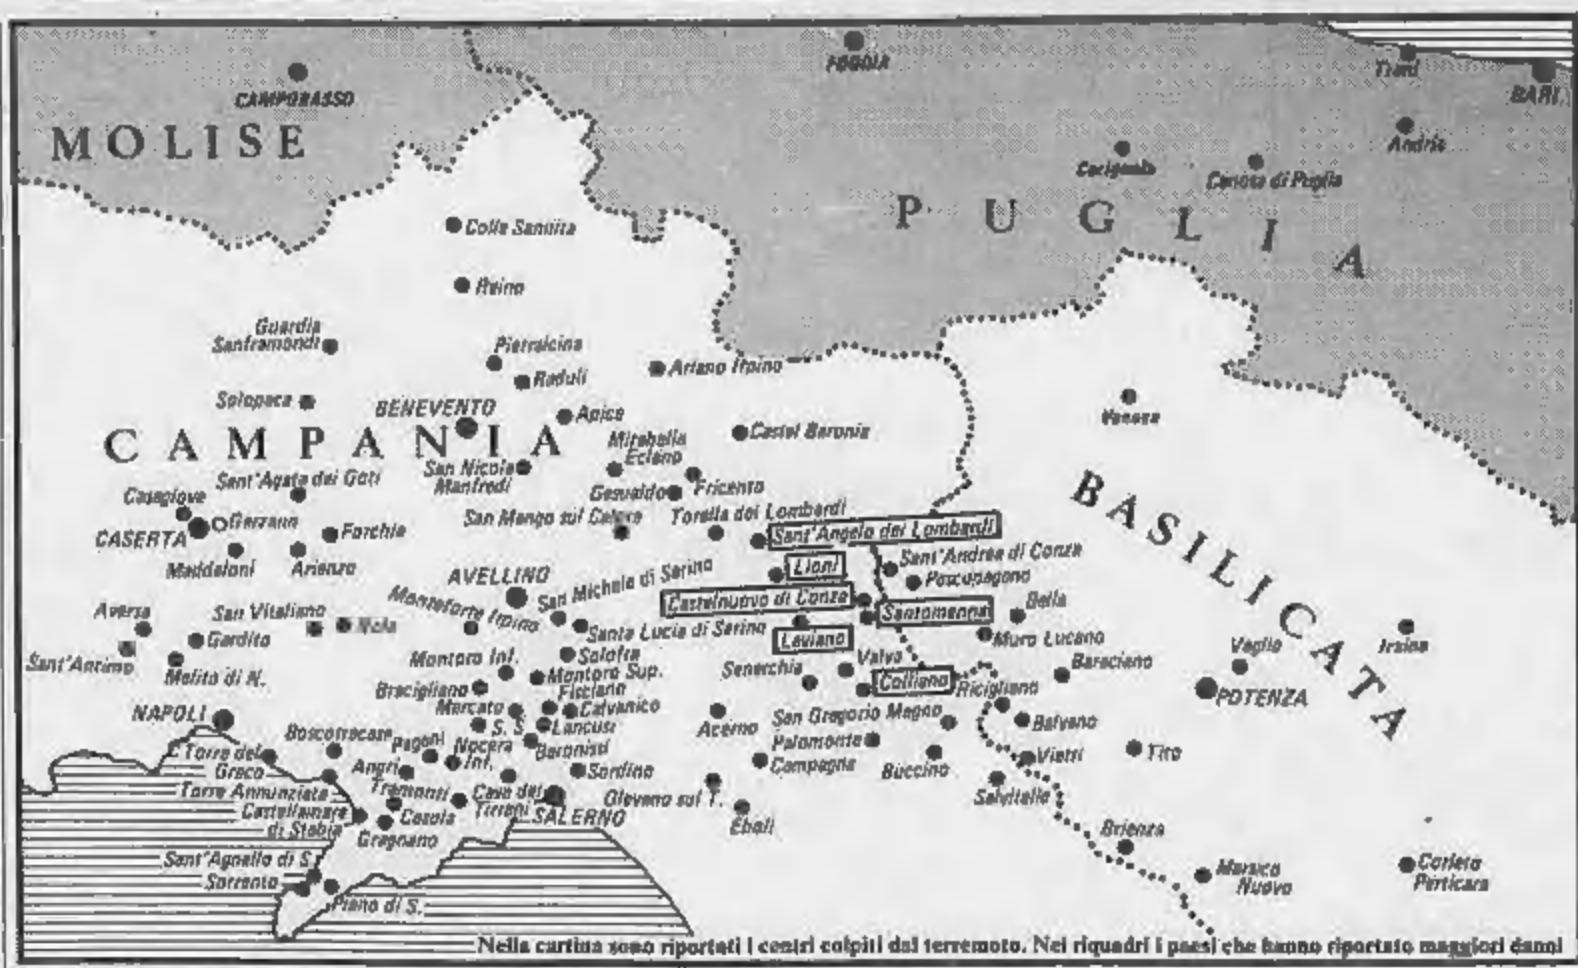 CAMPOBASSO
MOLISE
FOGGIA
Trani
BARI
Andria
Cerignola
Canosa di Puglia
PUGLIA
Colle Sannita
Reino
Guardia
Sanframondi
Pietralcina
Paduli
Ariano Irpino
Solopaca
BENEVENTO
Apice
Castel Baronia
Venosa
CAMPANIA
Mirabella
Eclano
San Nicola
Manfredi
Sant'Agata dei Goti
Gesualdo
Fricento
Casagiove
San Mango sul Calore
Torella dei Lombardi
CASERTA
Forchia
Sant'Angelo dei Lombardi
BASILICATA
Maddaloni
Arienzo
Lioni
Sant'Andrea di Conza
Pescopagano
AVELLINO
San Michele di Serino
Monteforte Irpino
Castelnuovo di Conza
Santomenna
Bella
Aversa
San Vitaliano
Nola
Cardito
Santa Lucia di Serino
Laviano
Muro Lucano
Irsina
Sant'Antimo
Melito di N.
Montoro Inf.
Solofra
Senerchia
Valva
Baraciano
Vaglio
Bracigliano
Montoro Sup.
Colliano
Ricigliano
POTENZA
NAPOLI
Mercato
S. S.
Fisciano
Calvanico
Lancusi
Acerno
San Gregorio Magno
Balvano
Boscotrecase
Pagani
Nocera
Inf.
Baronissi
Palomonte
Buccino
Vietri
Tito
Torre del
Greco
Angri
Sordina
Campagna
Torre Annunziata
Tramonti
Cava dei
Tirreni
SALERNO
Olevano sul T.
Salvitelle
Castellamare
di Stabia
Casola
Gragnano
Eboli
Brienza
Sant'Agnello di S.
Sorrento
Piano di S.
Marsico
Nuovo
Corleto
Perticara
Nella cartina sono riportati i centri colpiti dal terremoto. Nei riquadri i paesi che hanno riportato maggiori danni